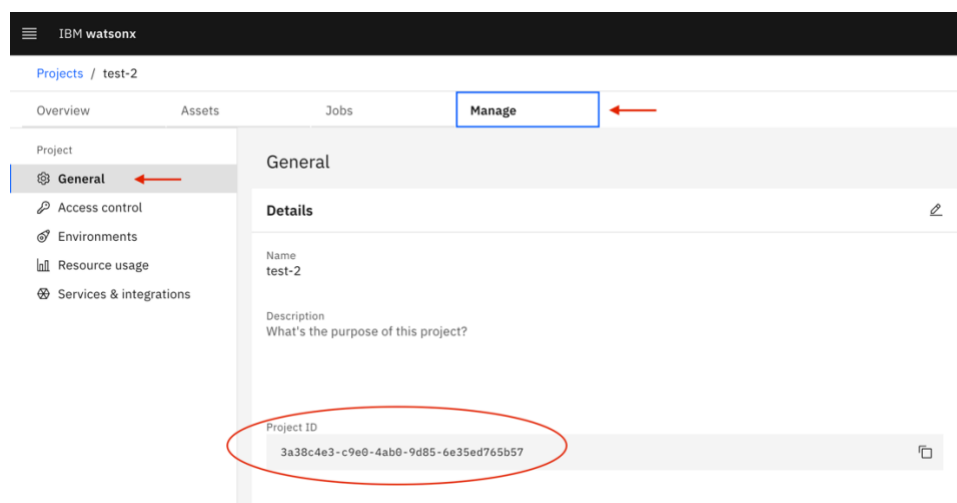 IBM watsonx
Projects / test-2
Overview Assets Jobs Manage
Project
General
Access control
Environments
Resource usage
Services & integrations
General
Details
Name
test-2
Description
What's the purpose of this project?
Project ID
3a38c4e3-c9e0-4ab0-9d85-6e35ed765b57